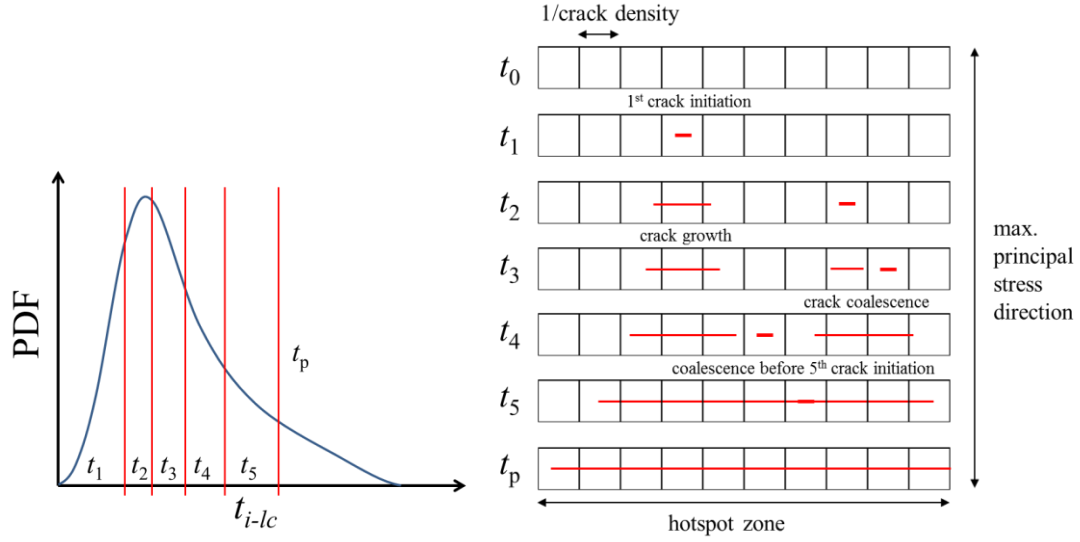 PDF
t1
t2
t3
t4
t5
tp
ti-lc
1/crack density
t0
1st crack initiation
t1
t2
crack growth
t3
crack coalescence
t4
coalescence before 5th crack initiation
t5
tp
hotspot zone
max.
principal
stress
direction